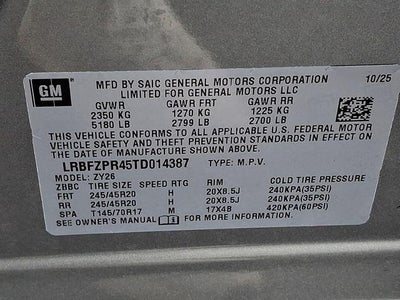 GM
MFD BY SAIC GENERAL MOTORS CORPORATION 10/25
LIMITED FOR GENERAL MOTORS LLC
GVWR GAWR FRT GAWR RR
2350 KG 1270 KG 1225 KG
5180 LB 2799 LB 2700 LB
THIS VEHICLE CONFORMS TO ALL APPLICABLE U.S. FEDERAL MOTOR
VEHICLE SAFETY AND THEFT PREVENTION STANDARDS IN EFFECT ON
THE DATE OF MANUFACTURE SHOWN ABOVE.
LRBFZPR45TD014387 TYPE: M.P.V.
MODEL: ZY26
ZBBC TIRE SIZE SPEED RTG RIM COLD TIRE PRESSURE
FRT 245/45R20 H 20X8.5J 240KPA(35PSI)
RR 245/45R20 H 20X8.5J 240KPA(35PSI)
SPA T145/70R17 M 17X4B 420KPA(60PSI)
SEE OWNER'S MANUAL FOR MORE INFORMATION